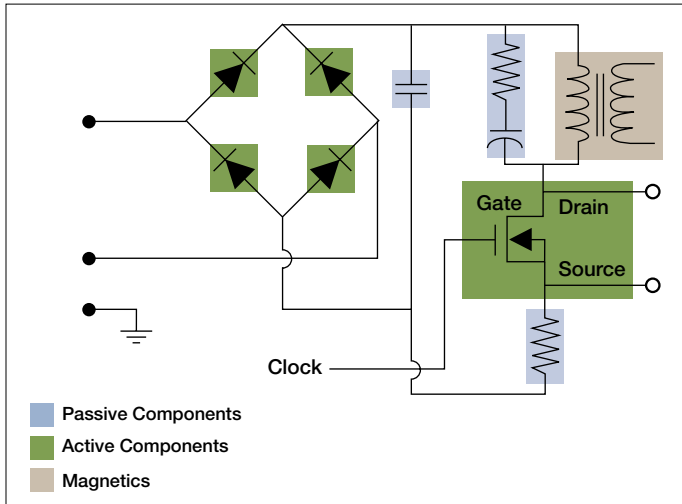 Gate
Drain
Source
Clock
Passive Components
Active Components
Magnetics